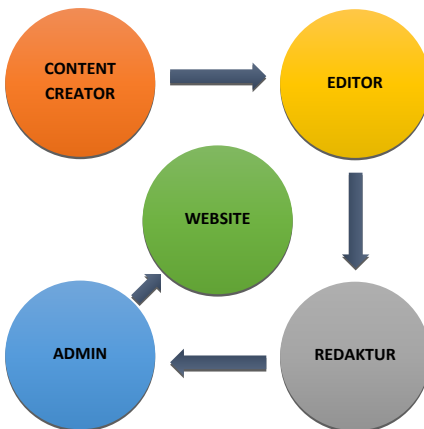 CONTENT
CREATOR
EDITOR
WEBSITE
ADMIN
REDAKTUR